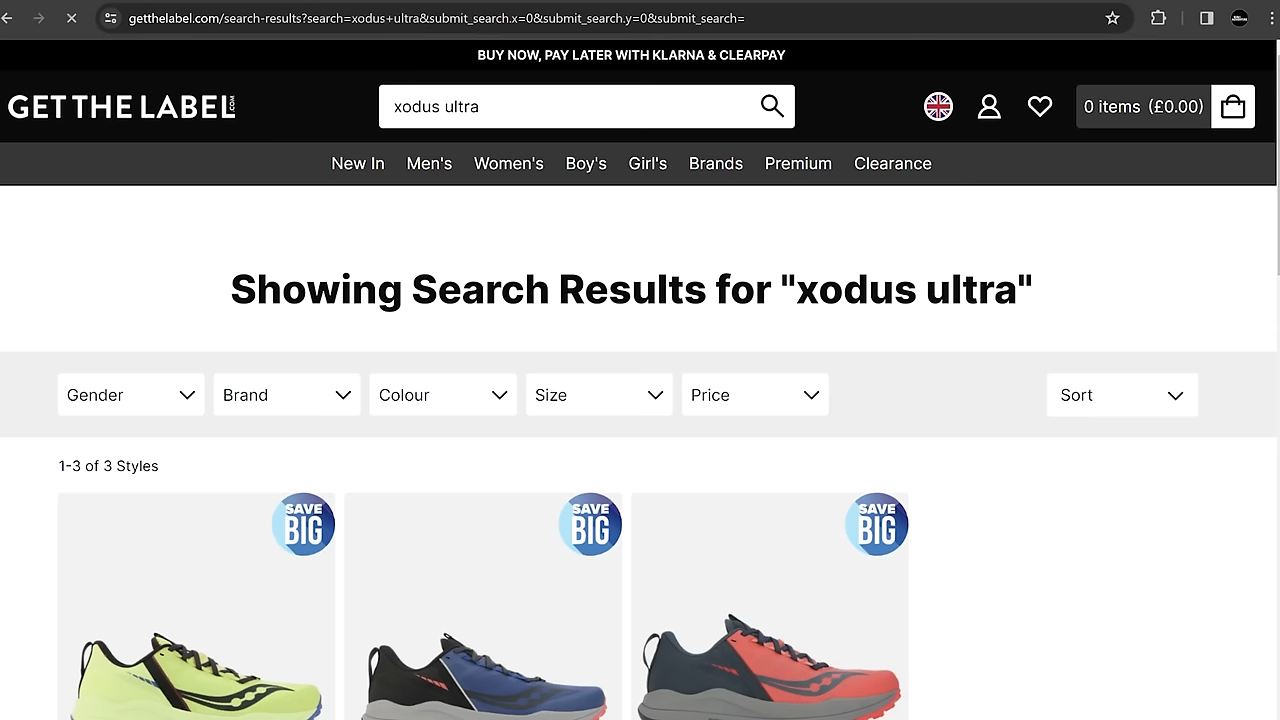 getthelabel.com/search-results?search=xodus+ultra&submit_search.x=0&submit_search.y=0&submit_search=
BUY NOW, PAY LATER WITH KLARNA & CLEARPAY
GET THE LABEL.COM
xodus ultra
0 items (£0.00)
New In Men's Women's Boy's Girl's Brands Premium Clearance
Showing Search Results for "xodus ultra"
Gender Brand Colour Size Price Sort
1-3 of 3 Styles
SAVE BIG
SAVE BIG
SAVE BIG